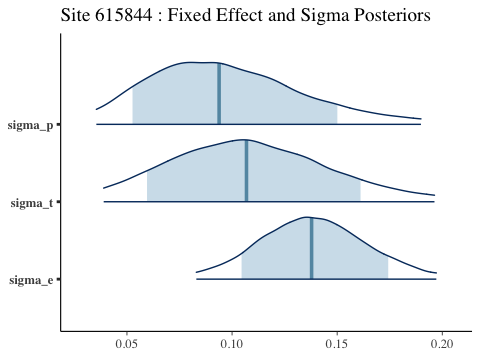 Site 615844 : Fixed Effect and Sigma Posteriors
sigma_p
sigma_t
sigma_e
0.05 0.10 0.15 0.20